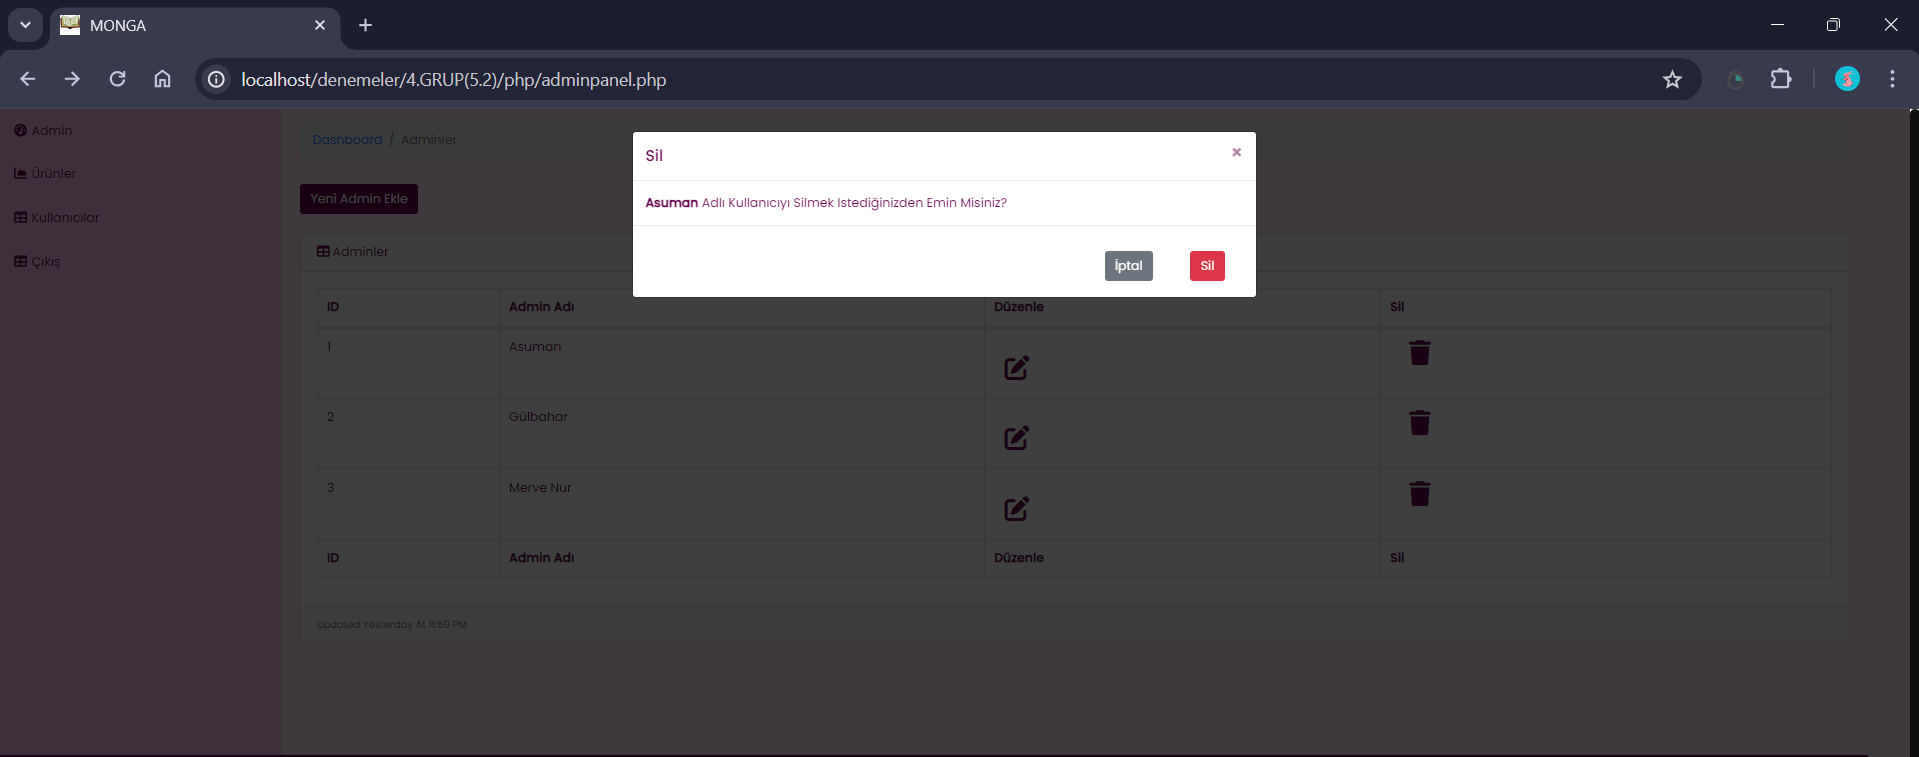 MONGA
localhost/denemeler/4.GRUP(5.2)/php/adminpanel.php
Admin
Ürünler
Kullanıcılar
Çıkış
Dashboard / Adminler
Yeni Admin Ekle
Sil ×
Asuman Adlı Kullanıcıyı Silmek Istediğinizden Emin Misiniz?
İptal Sil
Adminler
ID Admin Adı Düzenle Sil
1 Asuman
2 Gülbahar
3 Merve Nur
ID Admin Adı Düzenle Sil
Updated Yesterday At 11:59 PM